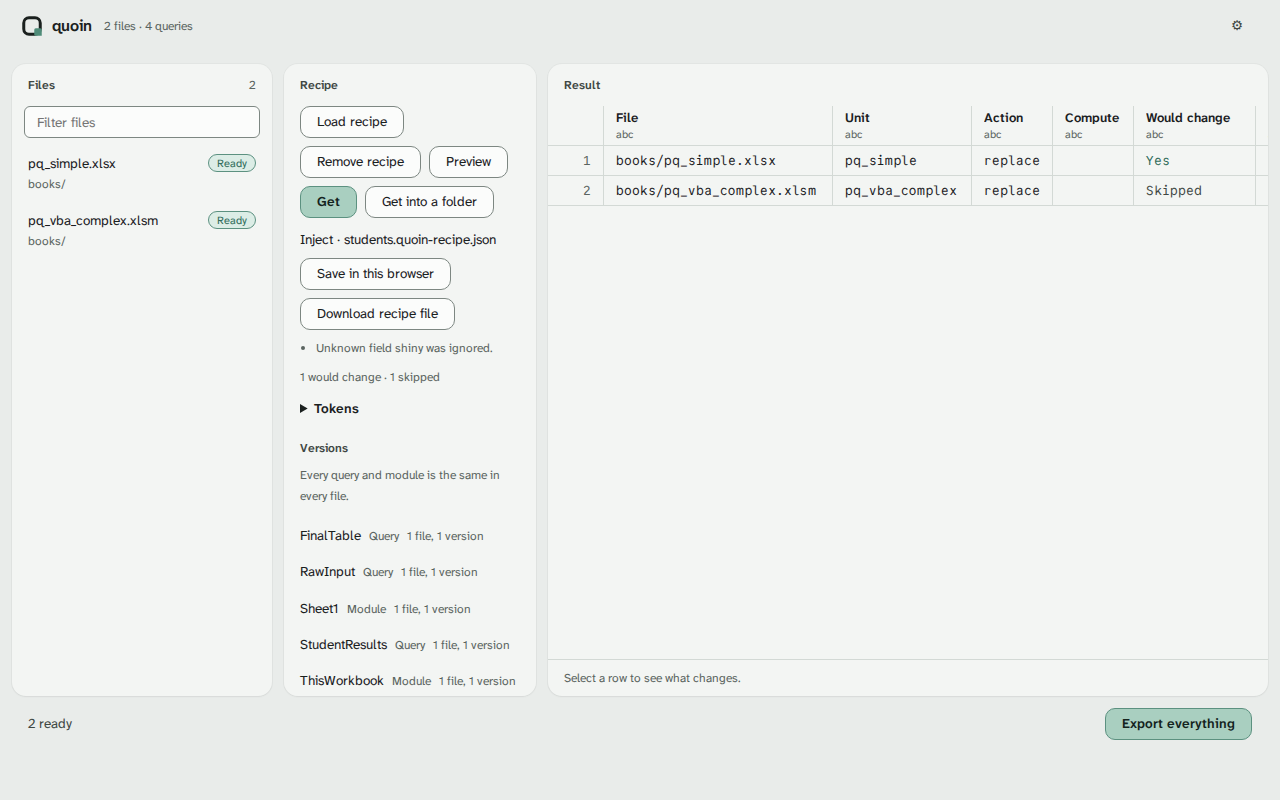 quoin 2 files · 4 queries ⚙
Files 2
Filter files
pq_simple.xlsx Ready
books/
pq_vba_complex.xlsm Ready
books/
Recipe
Load recipe
Remove recipe Preview
Get Get into a folder
Inject · students.quoin-recipe.json
Save in this browser
Download recipe file
• Unknown field shiny was ignored.
1 would change · 1 skipped
▶ Tokens
Versions
Every query and module is the same in
every file.
FinalTable Query 1 file, 1 version
RawInput Query 1 file, 1 version
Sheet1 Module 1 file, 1 version
StudentResults Query 1 file, 1 version
ThisWorkbook Module 1 file, 1 version
Result
File Unit Action Compute Would change
abc abc abc abc abc
1 books/pq_simple.xlsx pq_simple replace Yes
2 books/pq_vba_complex.xlsm pq_vba_complex replace Skipped
Select a row to see what changes.
2 ready
Export everything